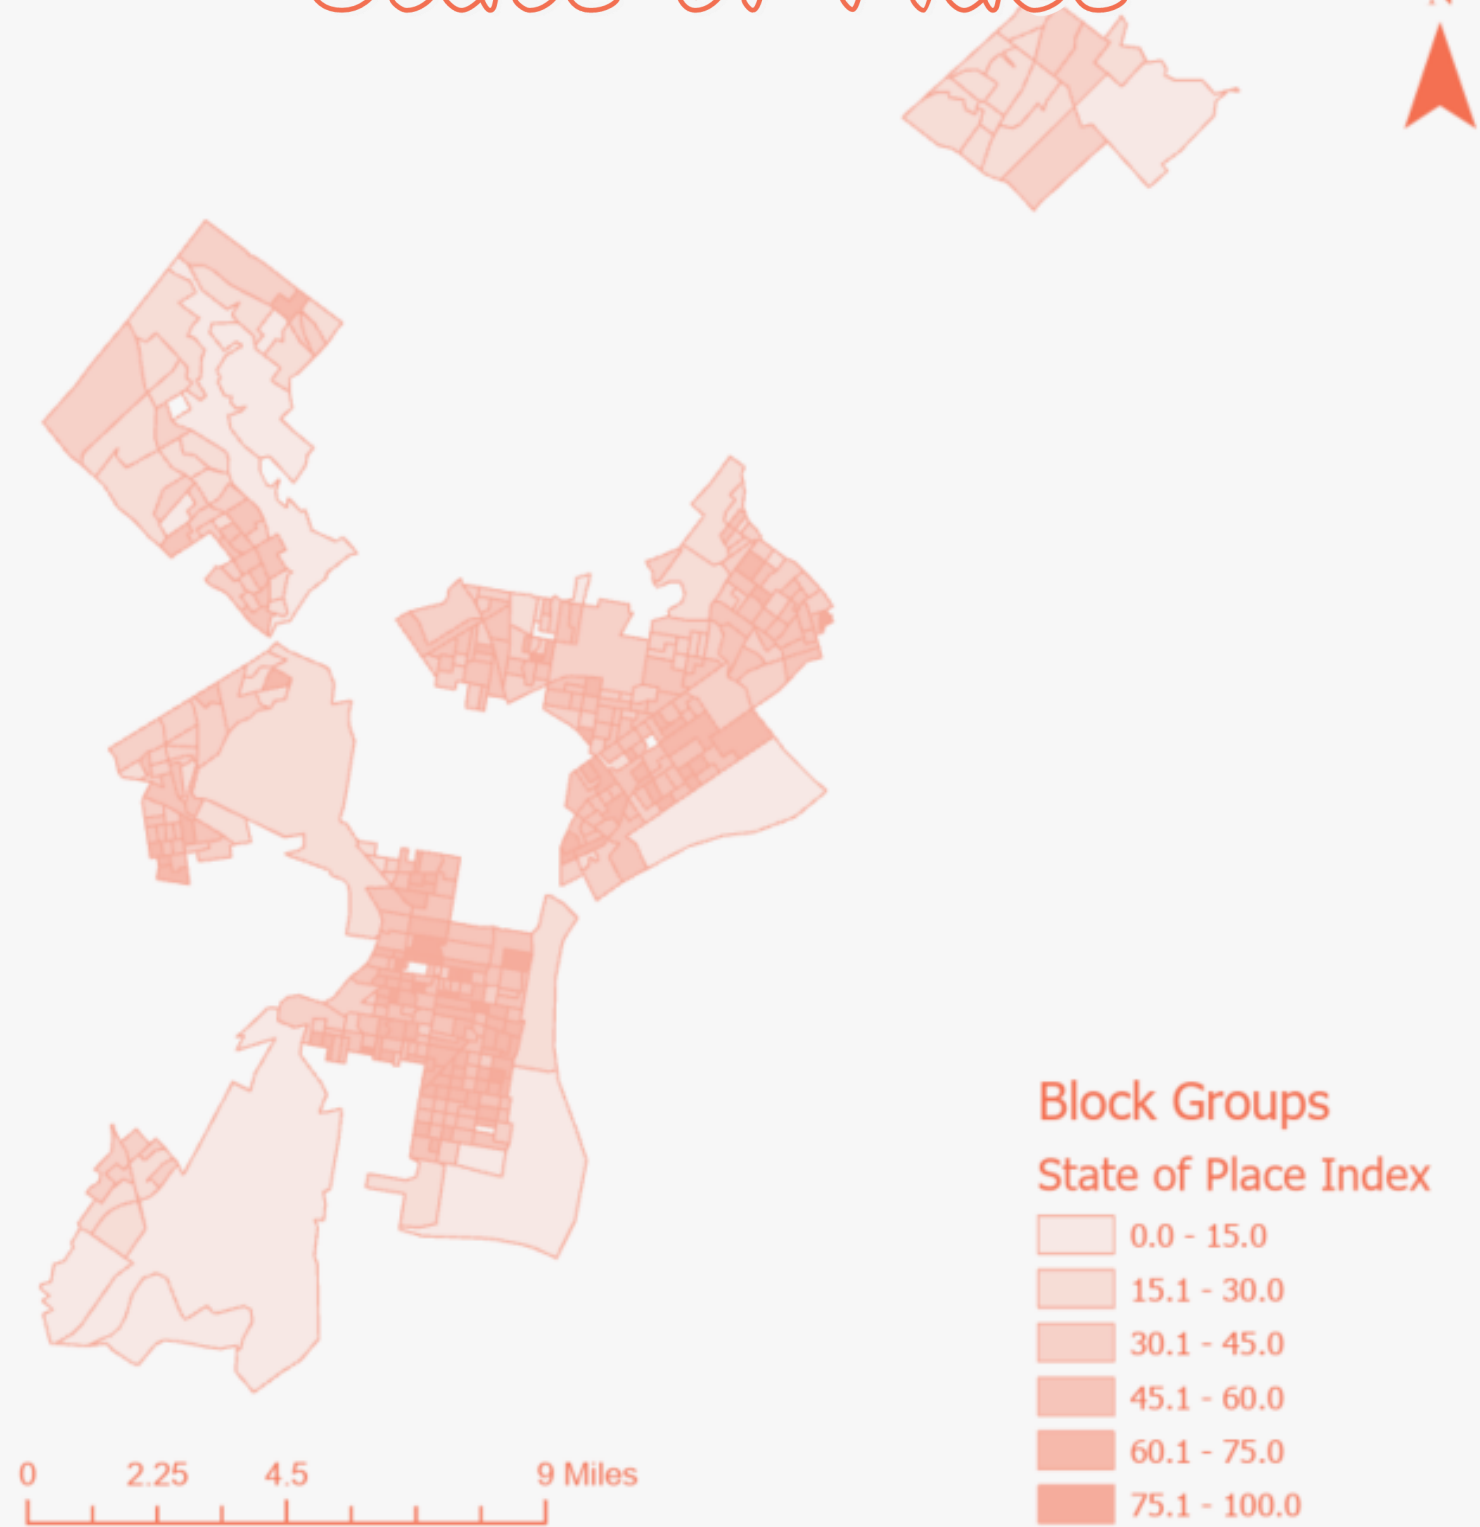 Block Groups
State of Place Index
0.0 - 15.0
15.1 - 30.0
30.1 - 45.0
45.1 - 60.0
60.1 - 75.0
75.1 - 100.0
0 2.25 4.5 9 Miles